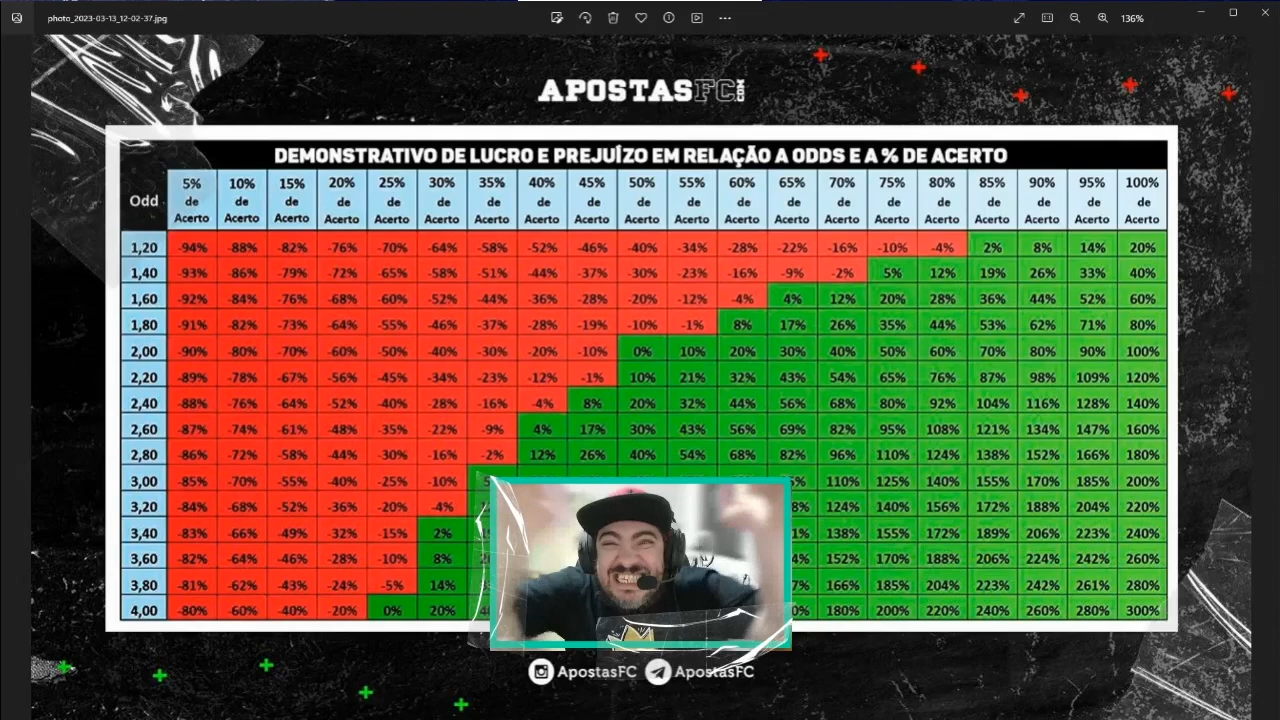 photo_2023-03-13_12-02-37.jpg
136%
APOSTASFC.COM
DEMONSTRATIVO DE LUCRO E PREJUÍZO EM RELAÇÃO A ODDS E A % DE ACERTO
Odd 5% de Acerto 10% de Acerto 15% de Acerto 20% de Acerto 25% de Acerto 30% de Acerto 35% de Acerto 40% de Acerto 45% de Acerto 50% de Acerto 55% de Acerto 60% de Acerto 65% de Acerto 70% de Acerto 75% de Acerto 80% de Acerto 85% de Acerto 90% de Acerto 95% de Acerto 100% de Acerto
1,20 -94% -88% -82% -76% -70% -64% -58% -52% -46% -40% -34% -28% -22% -16% -10% -4% 2% 8% 14% 20%
1,40 -93% -86% -79% -72% -65% -58% -51% -44% -37% -30% -23% -16% -9% -2% 5% 12% 19% 26% 33% 40%
1,60 -92% -84% -76% -68% -60% -52% -44% -36% -28% -20% -12% -4% 4% 12% 20% 28% 36% 44% 52% 60%
1,80 -91% -82% -73% -64% -55% -46% -37% -28% -19% -10% -1% 8% 17% 26% 35% 44% 53% 62% 71% 80%
2,00 -90% -80% -70% -60% -50% -40% -30% -20% -10% 0% 10% 20% 30% 40% 50% 60% 70% 80% 90% 100%
2,20 -89% -78% -67% -56% -45% -34% -23% -12% -1% 10% 21% 32% 43% 54% 65% 76% 87% 98% 109% 120%
2,40 -88% -76% -64% -52% -40% -28% -16% -4% 8% 20% 32% 44% 56% 68% 80% 92% 104% 116% 128% 140%
2,60 -87% -74% -61% -48% -35% -22% -9% 4% 17% 30% 43% 56% 69% 82% 95% 108% 121% 134% 147% 160%
2,80 -86% -72% -58% -44% -30% -16% -2% 12% 26% 40% 54% 68% 82% 96% 110% 124% 138% 152% 166% 180%
3,00 -85% -70% -55% -40% -25% -10% 110% 125% 140% 155% 170% 185% 200%
3,20 -84% -68% -52% -36% -20% -4% 124% 140% 156% 172% 188% 204% 220%
3,40 -83% -66% -49% -32% -15% 2% 138% 155% 172% 189% 206% 223% 240%
3,60 -82% -64% -46% -28% -10% 8% 152% 170% 188% 206% 224% 242% 260%
3,80 -81% -62% -43% -24% -5% 14% 166% 185% 204% 223% 242% 261% 280%
4,00 -80% -60% -40% -20% 0% 20% 180% 200% 220% 240% 260% 280% 300%
ApostasFC ApostasFC